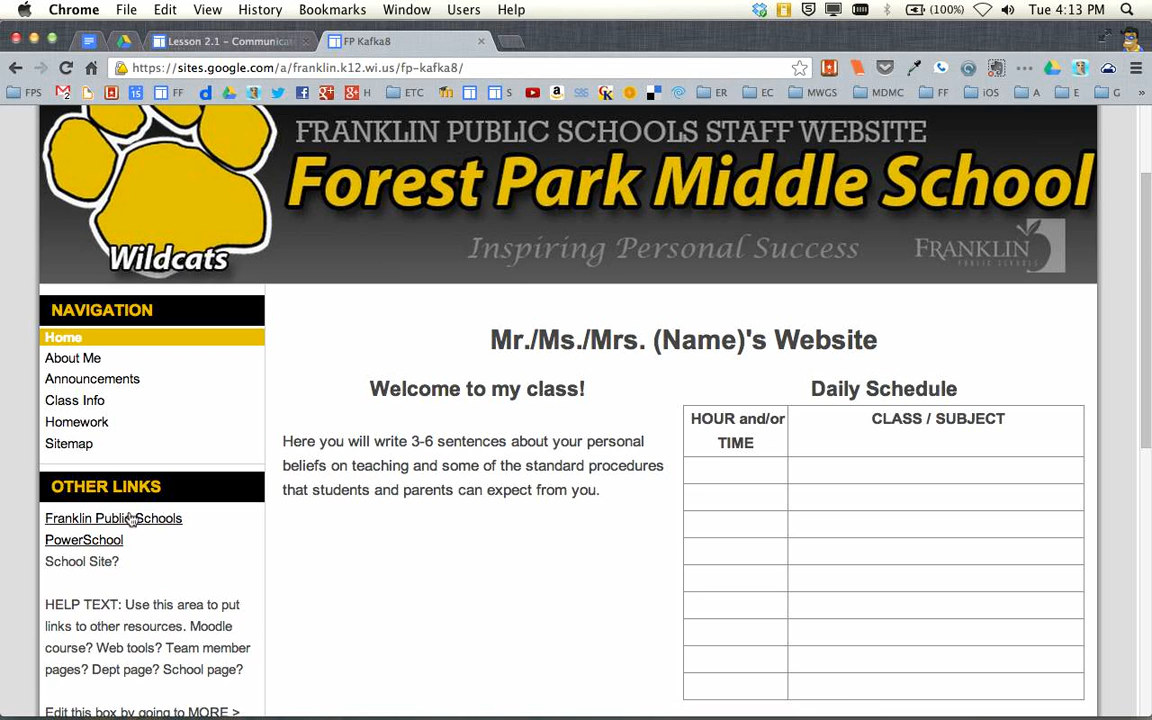 Chrome File Edit View History Bookmarks Window Users Help (100%) Tue 4:13 PM
Lesson 2.1 - Communicat FP Kafka8
https://sites.google.com/a/franklin.k12.wi.us/fp-kafka8/
FPS 15 FF H ETC S SBS ER EC MWGS MDMC FF iOS A E G »
FRANKLIN PUBLIC SCHOOLS STAFF WEBSITE
Forest Park Middle School
Wildcats
Inspiring Personal Success
FRANKLIN
PUBLIC SCHOOLS
NAVIGATION
Home
About Me
Announcements
Class Info
Homework
Sitemap
OTHER LINKS
Franklin Public Schools
PowerSchool
School Site?
HELP TEXT: Use this area to put
links to other resources. Moodle
course? Web tools? Team member
pages? Dept page? School page?
Edit this box by going to MORE >
Mr./Ms./Mrs. (Name)'s Website
Welcome to my class!
Here you will write 3-6 sentences about your personal
beliefs on teaching and some of the standard procedures
that students and parents can expect from you.
Daily Schedule
HOUR and/or CLASS / SUBJECT
TIME